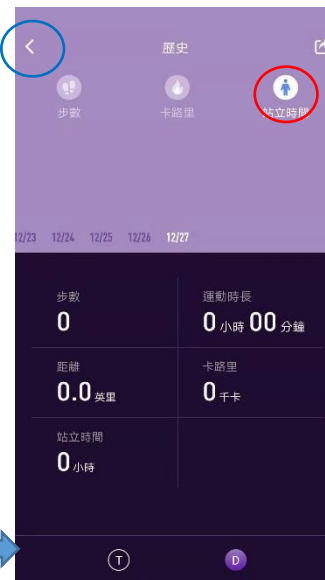 歷史
步數
卡路里
站立時間
12/23 12/24 12/25 12/26 12/27
步數
0
運動時長
0 小時 00 分鐘
距離
0.0 英里
卡路里
0 千卡
站立時間
0 小時
T
D